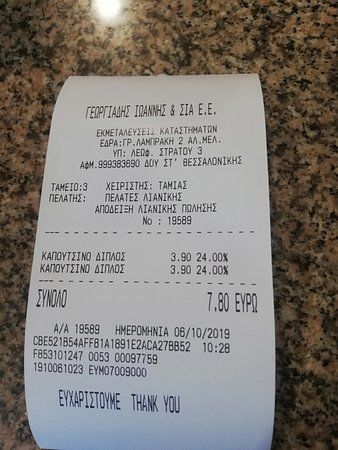 ΓΕΩΡΓΙΑΔΗΣ ΙΩΑΝΝΗΣ & ΣΙΑ Ε.Ε.
ΕΚΜΕΤΑΛΕΥΣΕΙΣ ΚΑΤΑΣΤΗΜΑΤΩΝ
ΕΔΡΑ:ΓΡ.ΛΑΜΠΡΑΚΗ 2 ΑΛ.ΜΕΛ.
ΥΠ: ΛΕΩΦ. ΣΤΡΑΤΟΥ 3
ΑΦΜ.999383690 ΔΟΥ ΣΤ' ΘΕΣΣΑΛΟΝΙΚΗΣ
ΤΑΜΕΙΟ:3 ΧΕΙΡΙΣΤΗΣ: ΤΑΜΙΑΣ
ΠΕΛΑΤΗΣ: ΠΕΛΑΤΕΣ ΛΙΑΝΙΚΗΣ
ΑΠΟΔΕΙΞΗ ΛΙΑΝΙΚΗΣ ΠΩΛΗΣΗΣ
No : 19589
ΚΑΠΟΥΤΣΙΝΟ ΔΙΠΛΟΣ 3.90 24.00%
ΚΑΠΟΥΤΣΙΝΟ ΔΙΠΛΟΣ 3.90 24.00%
ΣΥΝΟΛΟ 7.80 ΕΥΡΩ
Α/Α 19589 ΗΜΕΡΟΜΗΝΙΑ 06/10/2019
CBE521B54AFF81A1891E2ACA27BB52 10:28
F853101247 0053 00097759
1910061023 EYM07009000
ΕΥΧΑΡΙΣΤΟΥΜΕ THANK YOU